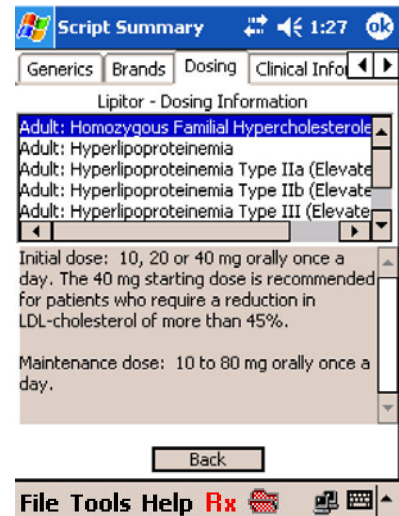 Script Summary 1:27 ok
Generics Brands Dosing Clinical Infor
Lipitor - Dosing Information
Adult: Homozygous Familial Hypercholesterole
Adult: Hyperlipoproteinemia
Adult: Hyperlipoproteinemia Type IIa (Elevate
Adult: Hyperlipoproteinemia Type IIb (Elevate
Adult: Hyperlipoproteinemia Type III (Elevate
Initial dose: 10, 20 or 40 mg orally once a
day. The 40 mg starting dose is recommended
for patients who require a reduction in
LDL-cholesterol of more than 45%.
Maintenance dose: 10 to 80 mg orally once a
day.
Back
File Tools Help Rx